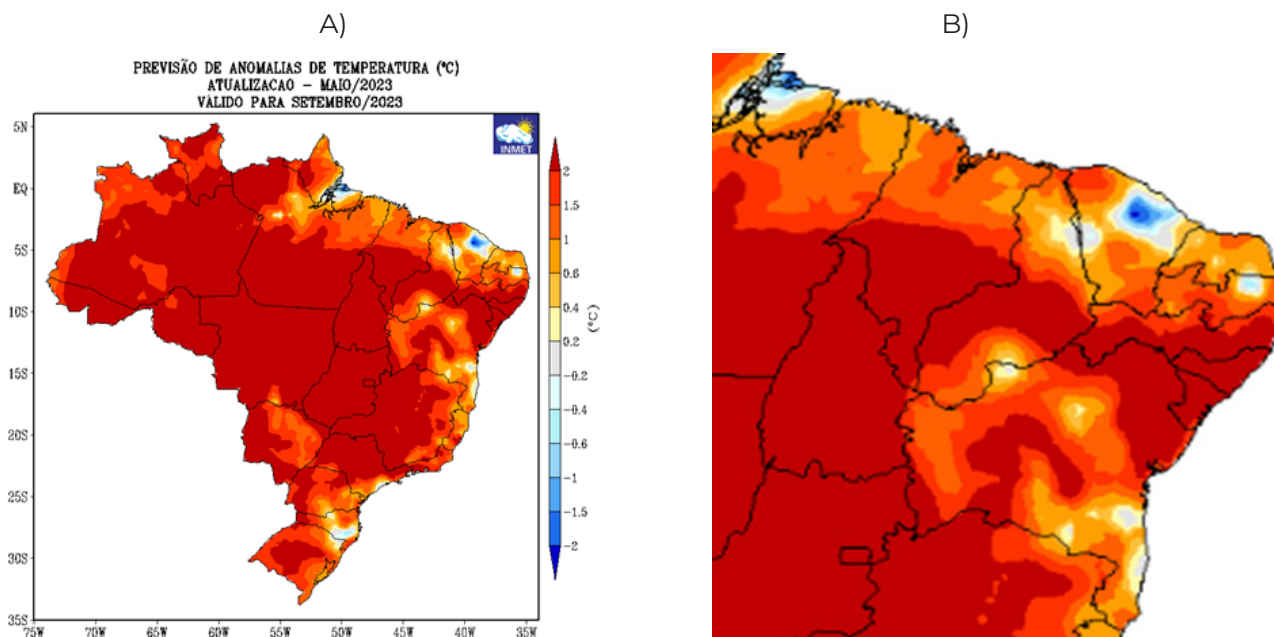 A)
B)
PREVISÃO DE ANOMALIAS DE TEMPERATURA (°C)
ATUALIZACAO – MAIO/2023
VÁLIDO PARA SETEMBRO/2023
INMET
5N
EQ
5S
10S
15S
20S
25S
30S
35S
75W
70W
65W
60W
55W
50W
45W
40W
35W
2
1.5
1
0.6
0.4
0.2
-0.2
-0.4
-0.6
-1
-1.5
-2
(°C)